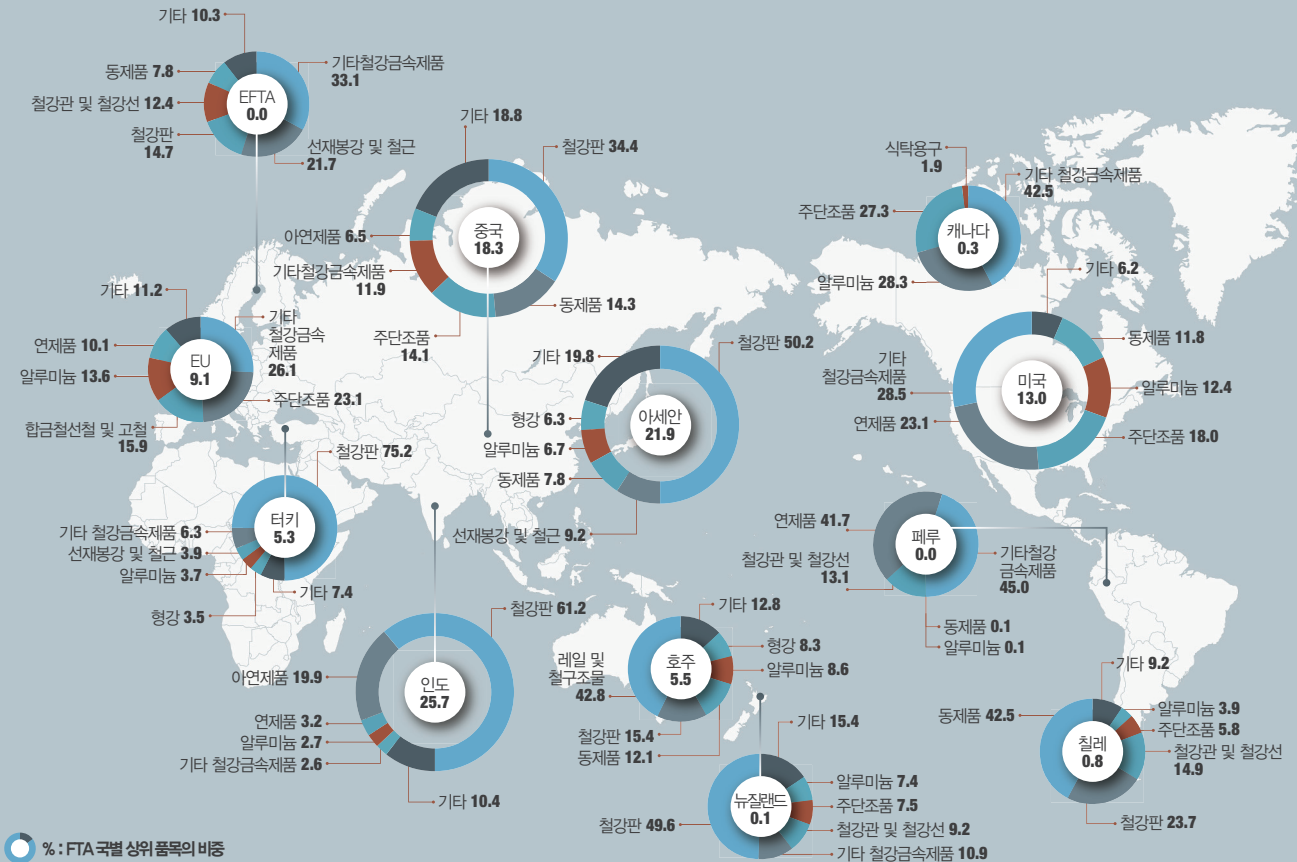 기타 10.3
동제품 7.8
철강관 및 철강선 12.4
철강판
14.7
EFTA
0.0
기타철강금속제품
33.1
선재봉강 및 철근
21.7
기타 18.8
철강판 34.4
아연제품 6.5
기타철강금속제품
11.9
주단조품
14.1
중국
18.3
동제품 14.3
식탁용구
1.9
기타 철강금속제품
42.5
주단조품 27.3
알루미늄 28.3
캐나다
0.3
기타 11.2
연제품 10.1
알루미늄 13.6
합금철선철 및 고철
15.9
EU
9.1
기타
철강금속
제품
26.1
주단조품 23.1
기타 19.8
형강 6.3
알루미늄 6.7
동제품 7.8
선재봉강 및 철근 9.2
아세안
21.9
철강판 50.2
기타 6.2
동제품 11.8
알루미늄 12.4
주단조품 18.0
미국
13.0
기타
철강금속제품
28.5
연제품 23.1
철강판 75.2
터키
5.3
기타 철강금속제품 6.3
선재봉강 및 철근 3.9
알루미늄 3.7
형강 3.5
기타 7.4
연제품 41.7
철강관 및 철강선
13.1
페루
0.0
기타철강
금속제품
45.0
동제품 0.1
알루미늄 0.1
철강판 61.2
아연제품 19.9
연제품 3.2
알루미늄 2.7
기타 철강금속제품 2.6
인도
25.7
기타 10.4
기타 12.8
형강 8.3
알루미늄 8.6
호주
5.5
레일 및
철구조물
42.8
철강판 15.4
동제품 12.1
기타 15.4
알루미늄 7.4
주단조품 7.5
철강관 및 철강선 9.2
기타 철강금속제품 10.9
뉴질랜드
0.1
철강판 49.6
기타 9.2
알루미늄 3.9
주단조품 5.8
철강관 및 철강선
14.9
동제품 42.5
칠레
0.8
철강판 23.7
% : FTA 국별 상위 품목의 비중